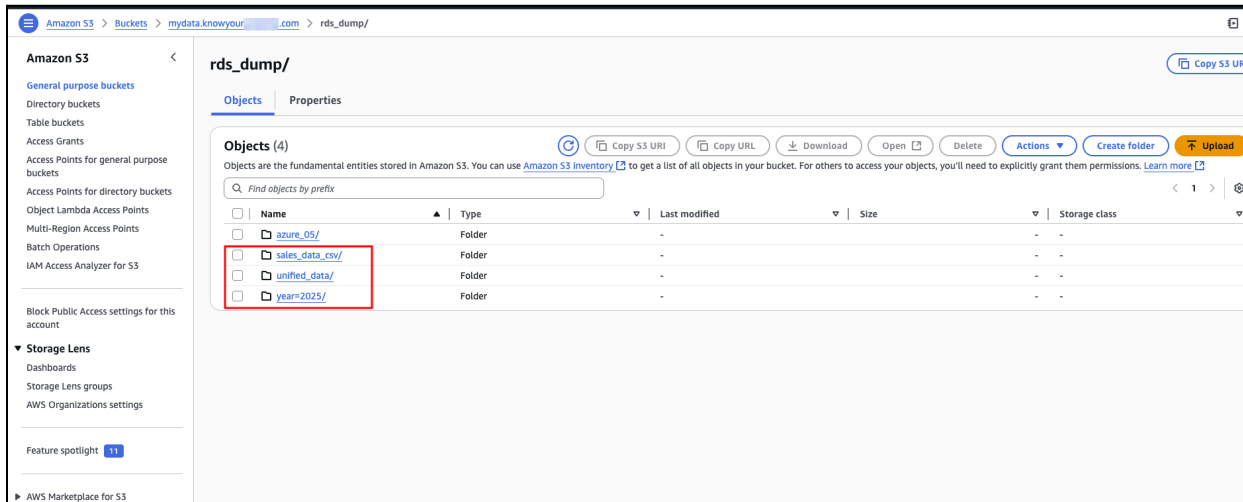 Amazon S3 > Buckets > mydata.knowyour .com > rds_dump/
Amazon S3
General purpose buckets
Directory buckets
Table buckets
Access Grants
Access Points for general purpose
buckets
Access Points for directory buckets
Object Lambda Access Points
Multi-Region Access Points
Batch Operations
IAM Access Analyzer for S3
Block Public Access settings for this
account
Storage Lens
Dashboards
Storage Lens groups
AWS Organizations settings
Feature spotlight 11
AWS Marketplace for S3
rds_dump/
Copy S3 UR
Objects Properties
Objects (4)
Copy S3 URI Copy URL Download Open Delete Actions Create folder Upload
Objects are the fundamental entities stored in Amazon S3. You can use Amazon S3 inventory to get a list of all objects in your bucket. For others to access your objects, you'll need to explicitly grant them permissions. Learn more
Find objects by prefix
< 1 >
Name Type Last modified Size Storage class
azure_05/ Folder - - -
sales_data_csv/ Folder - - -
unified_data/ Folder - - -
year=2025/ Folder - - -